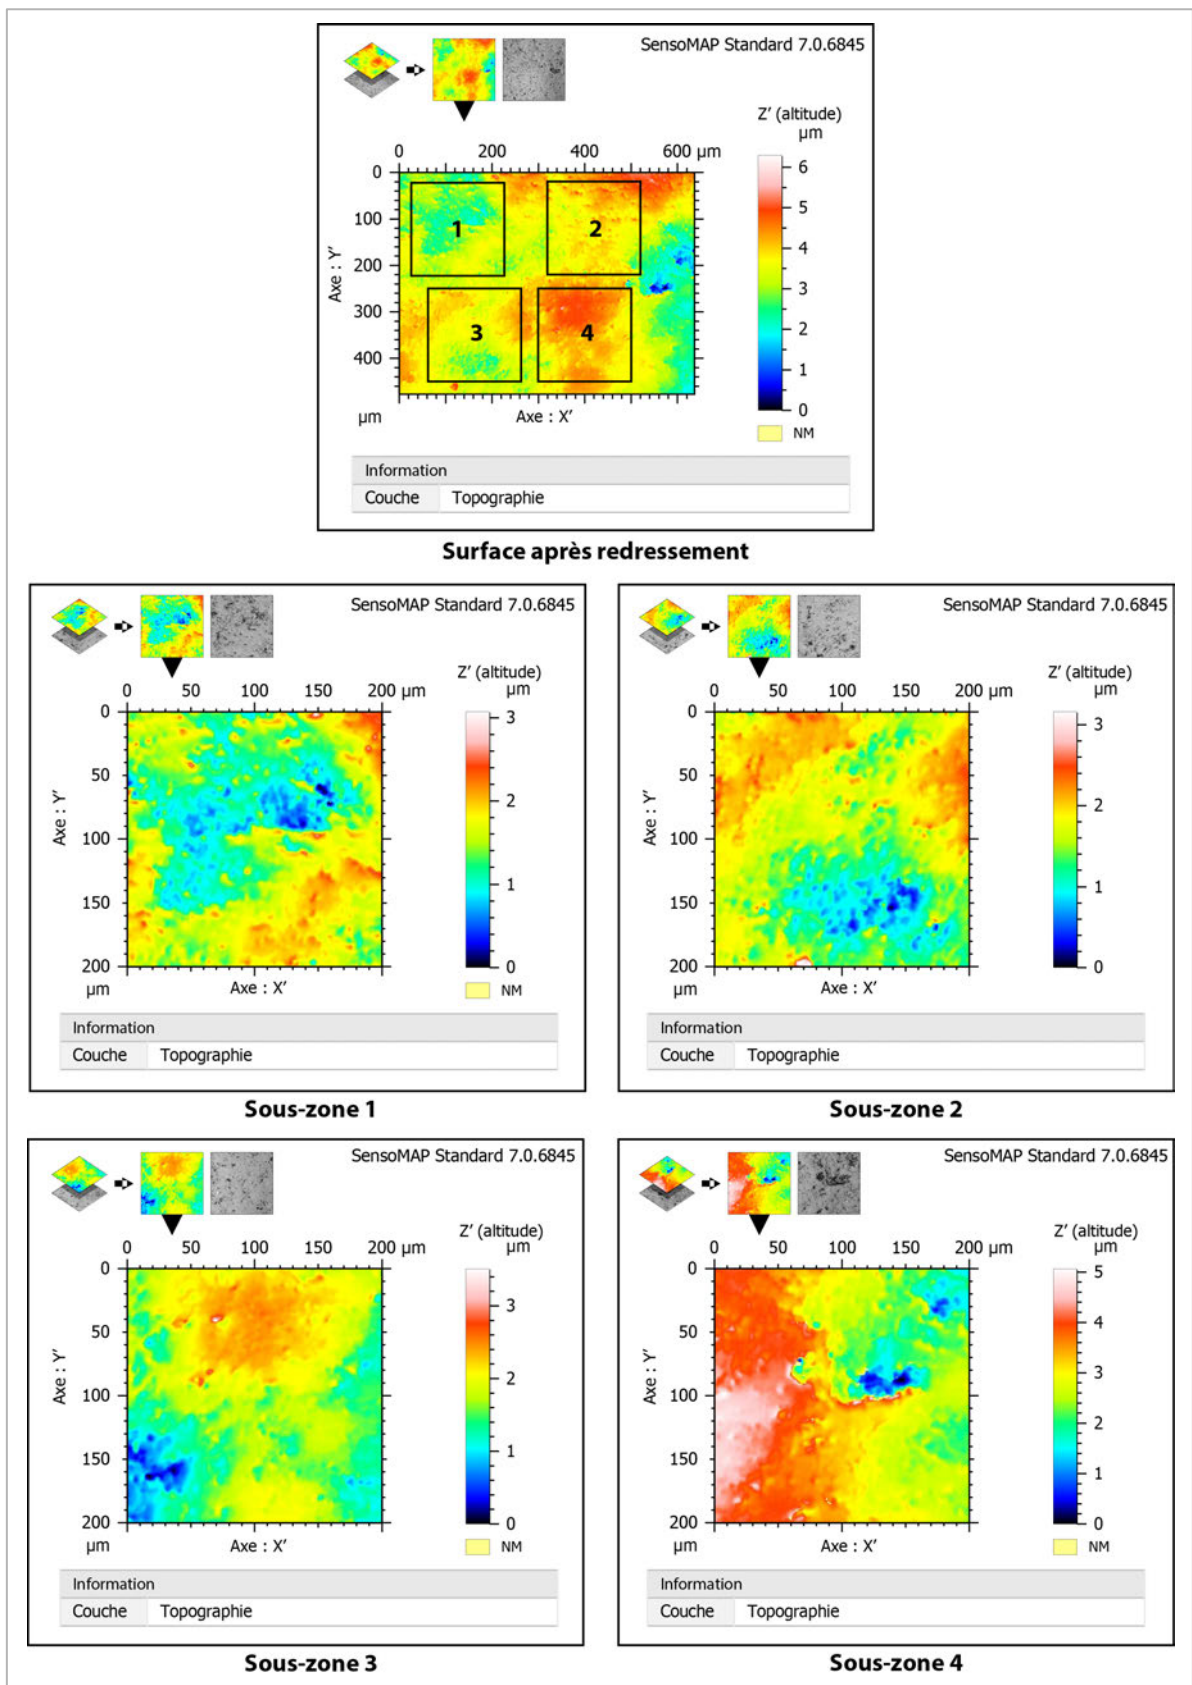 SensoMAP Standard 7.0.6845
Z' (altitude)
µm
0 200 400 600 µm
0
100
200
300
400
µm
Axe : Y'
Axe : X'
1
2
3
4
6
5
4
3
2
1
0
NM
Information
Couche Topographie
Surface après redressement
SensoMAP Standard 7.0.6845
Z' (altitude)
µm
0 50 100 150 200 µm
0
50
100
150
200
µm
Axe : Y'
Axe : X'
3
2
1
0
NM
Information
Couche Topographie
Sous-zone 1
SensoMAP Standard 7.0.6845
Z' (altitude)
µm
0 50 100 150 200 µm
0
50
100
150
200
µm
Axe : Y'
Axe : X'
3
2
1
0
Information
Couche Topographie
Sous-zone 2
SensoMAP Standard 7.0.6845
Z' (altitude)
µm
0 50 100 150 200 µm
0
50
100
150
200
µm
Axe : Y'
Axe : X'
3
2
1
0
NM
Information
Couche Topographie
Sous-zone 3
SensoMAP Standard 7.0.6845
Z' (altitude)
µm
0 50 100 150 200 µm
0
50
100
150
200
µm
Axe : Y'
Axe : X'
5
4
3
2
1
0
NM
Information
Couche Topographie
Sous-zone 4